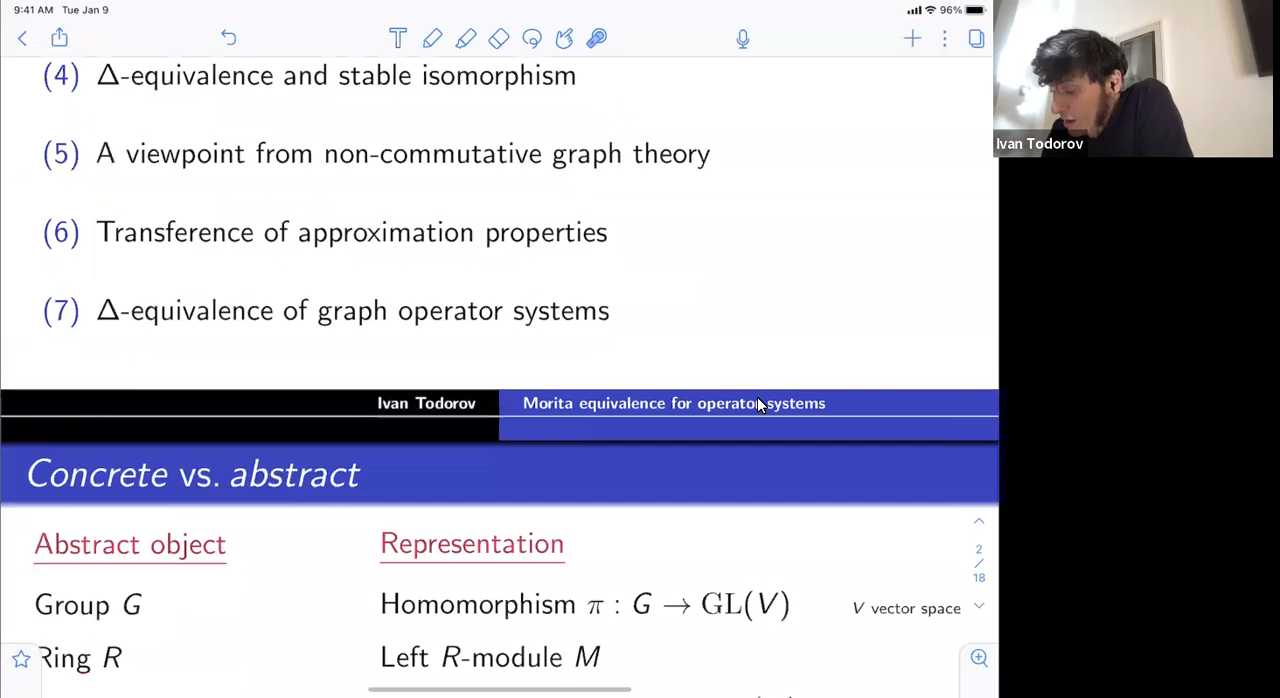 9:41 AM Tue Jan 9
96%
(4) Δ-equivalence and stable isomorphism
(5) A viewpoint from non-commutative graph theory
(6) Transference of approximation properties
(7) Δ-equivalence of graph operator systems
Ivan Todorov
Ivan Todorov Morita equivalence for operator systems
Concrete vs. abstract
Abstract object Representation
2
/
18
Group G Homomorphism π : G → GL(V) V vector space
Ring R Left R-module M